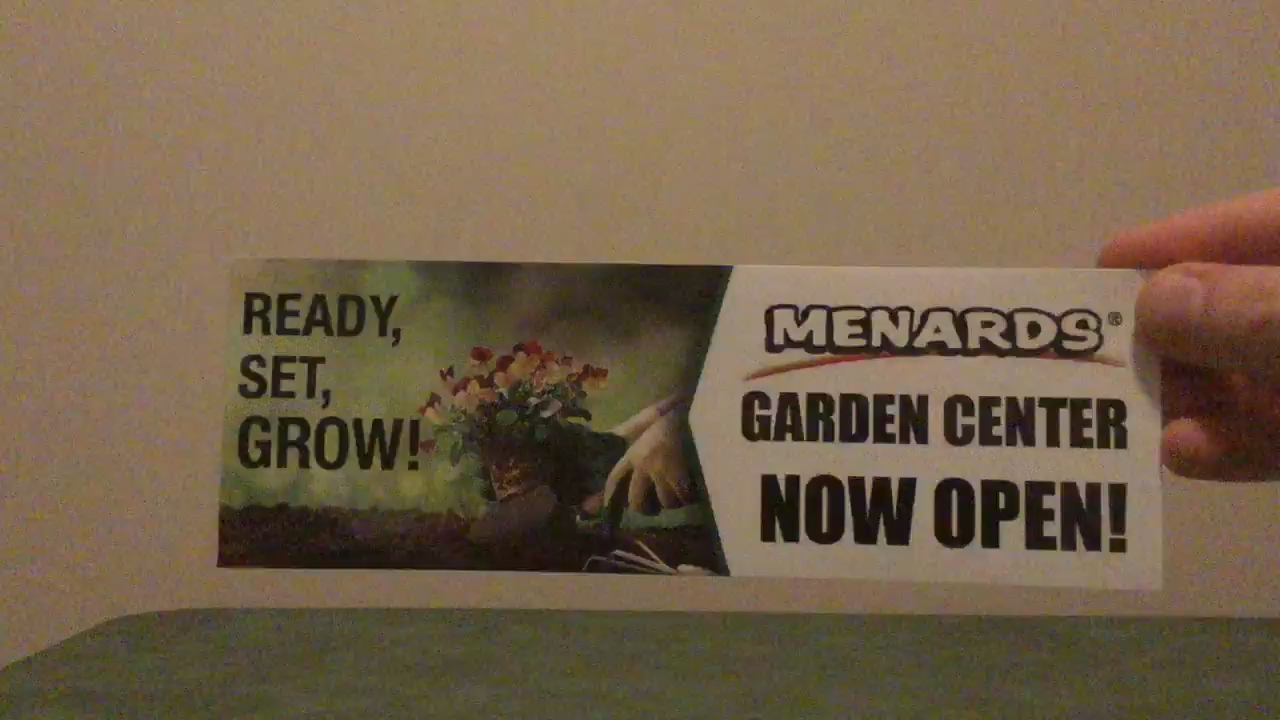 READY,
SET,
GROW!
MENARDS®
GARDEN CENTER
NOW OPEN!